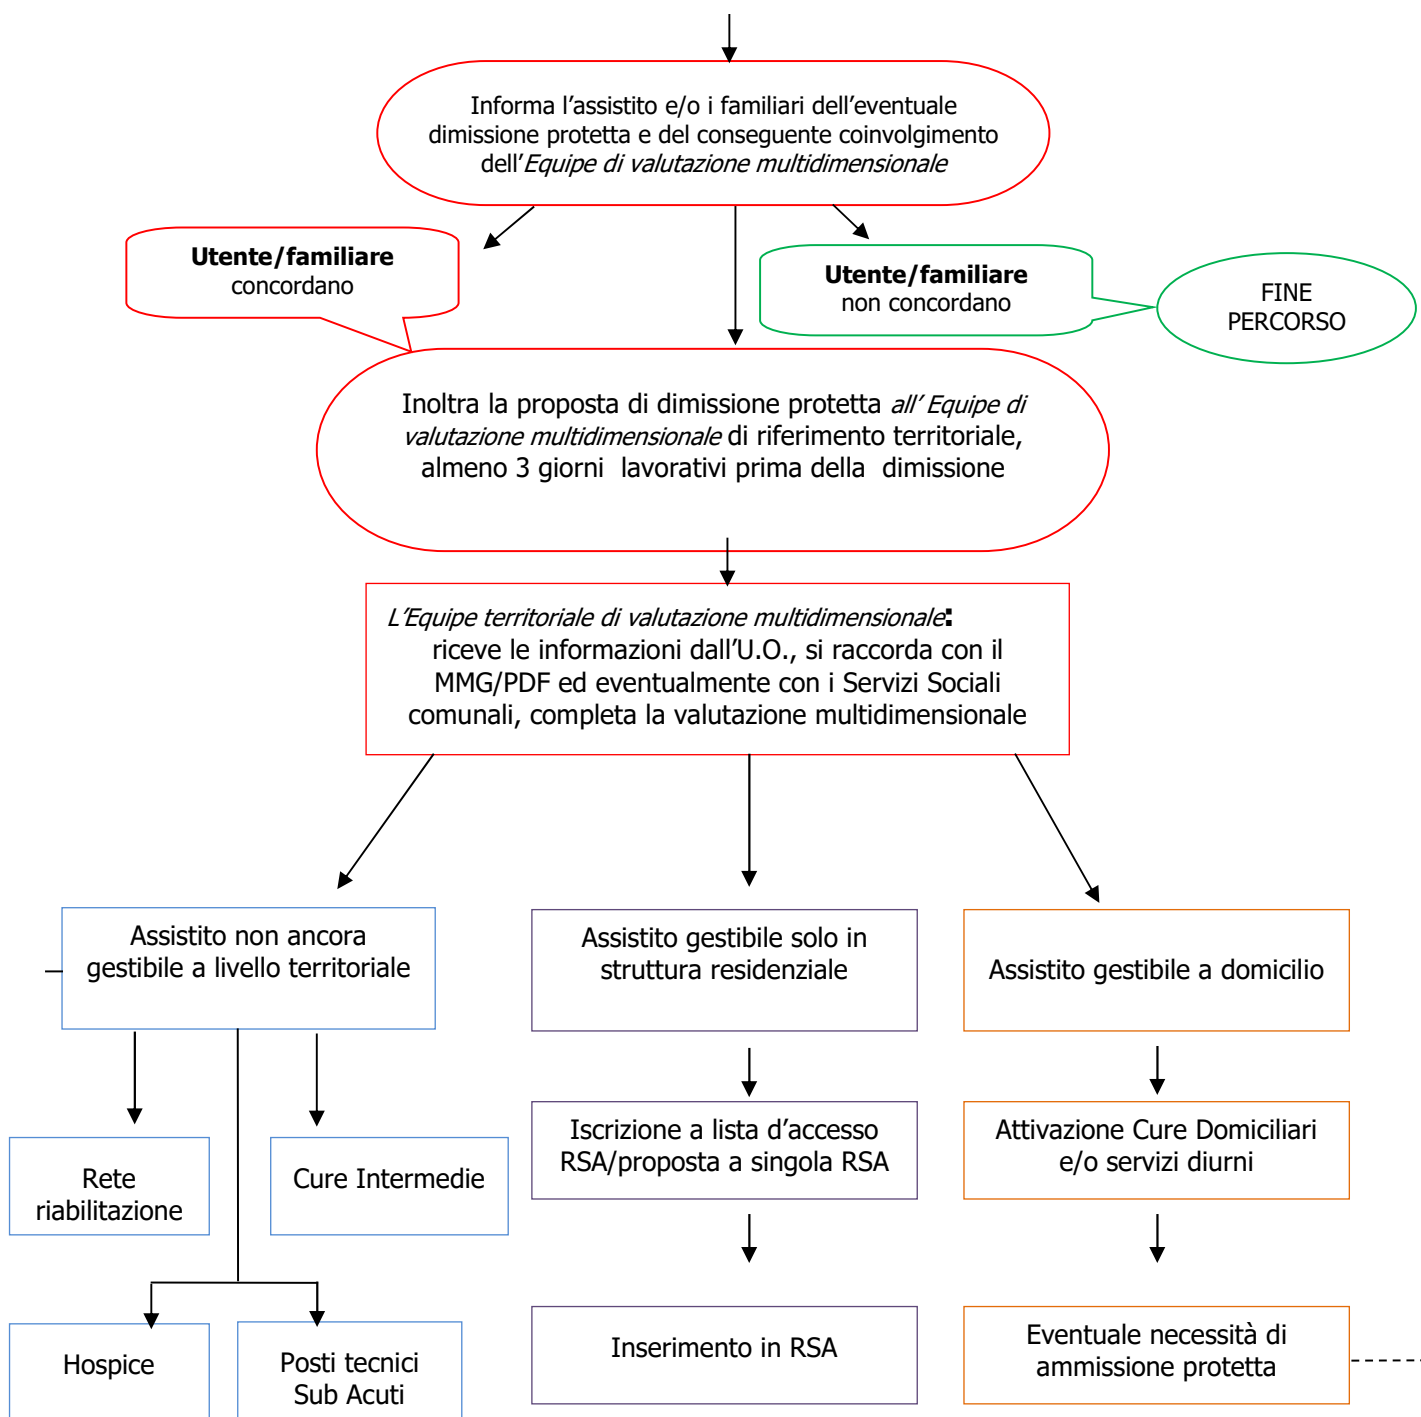 Informa l'assistito e/o i familiari dell'eventuale
dimissione protetta e del conseguente coinvolgimento
dell'Equipe di valutazione multidimensionale
Utente/familiare
concordano
Utente/familiare
non concordano
FINE
PERCORSO
Inoltra la proposta di dimissione protetta all' Equipe di
valutazione multidimensionale di riferimento territoriale,
almeno 3 giorni lavorativi prima della dimissione
L'Equipe territoriale di valutazione multidimensionale:
riceve le informazioni dall'U.O., si raccorda con il
MMG/PDF ed eventualmente con i Servizi Sociali
comunali, completa la valutazione multidimensionale
Assistito non ancora
gestibile a livello territoriale
Assistito gestibile solo in
struttura residenziale
Assistito gestibile a domicilio
Rete
riabilitazione
Cure Intermedie
Iscrizione a lista d'accesso
RSA/proposta a singola RSA
Attivazione Cure Domiciliari
e/o servizi diurni
Hospice
Posti tecnici
Sub Acuti
Inserimento in RSA
Eventuale necessità di
ammissione protetta